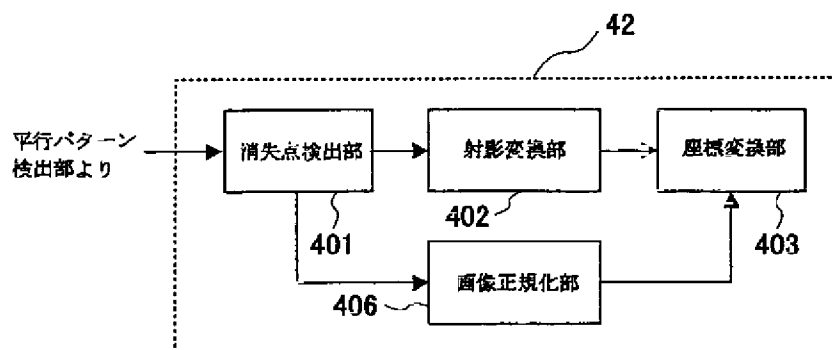 42
平行パターン
検出部より
消失点検出部
射影変換部
座標変換部
401
402
403
画像正規化部
406